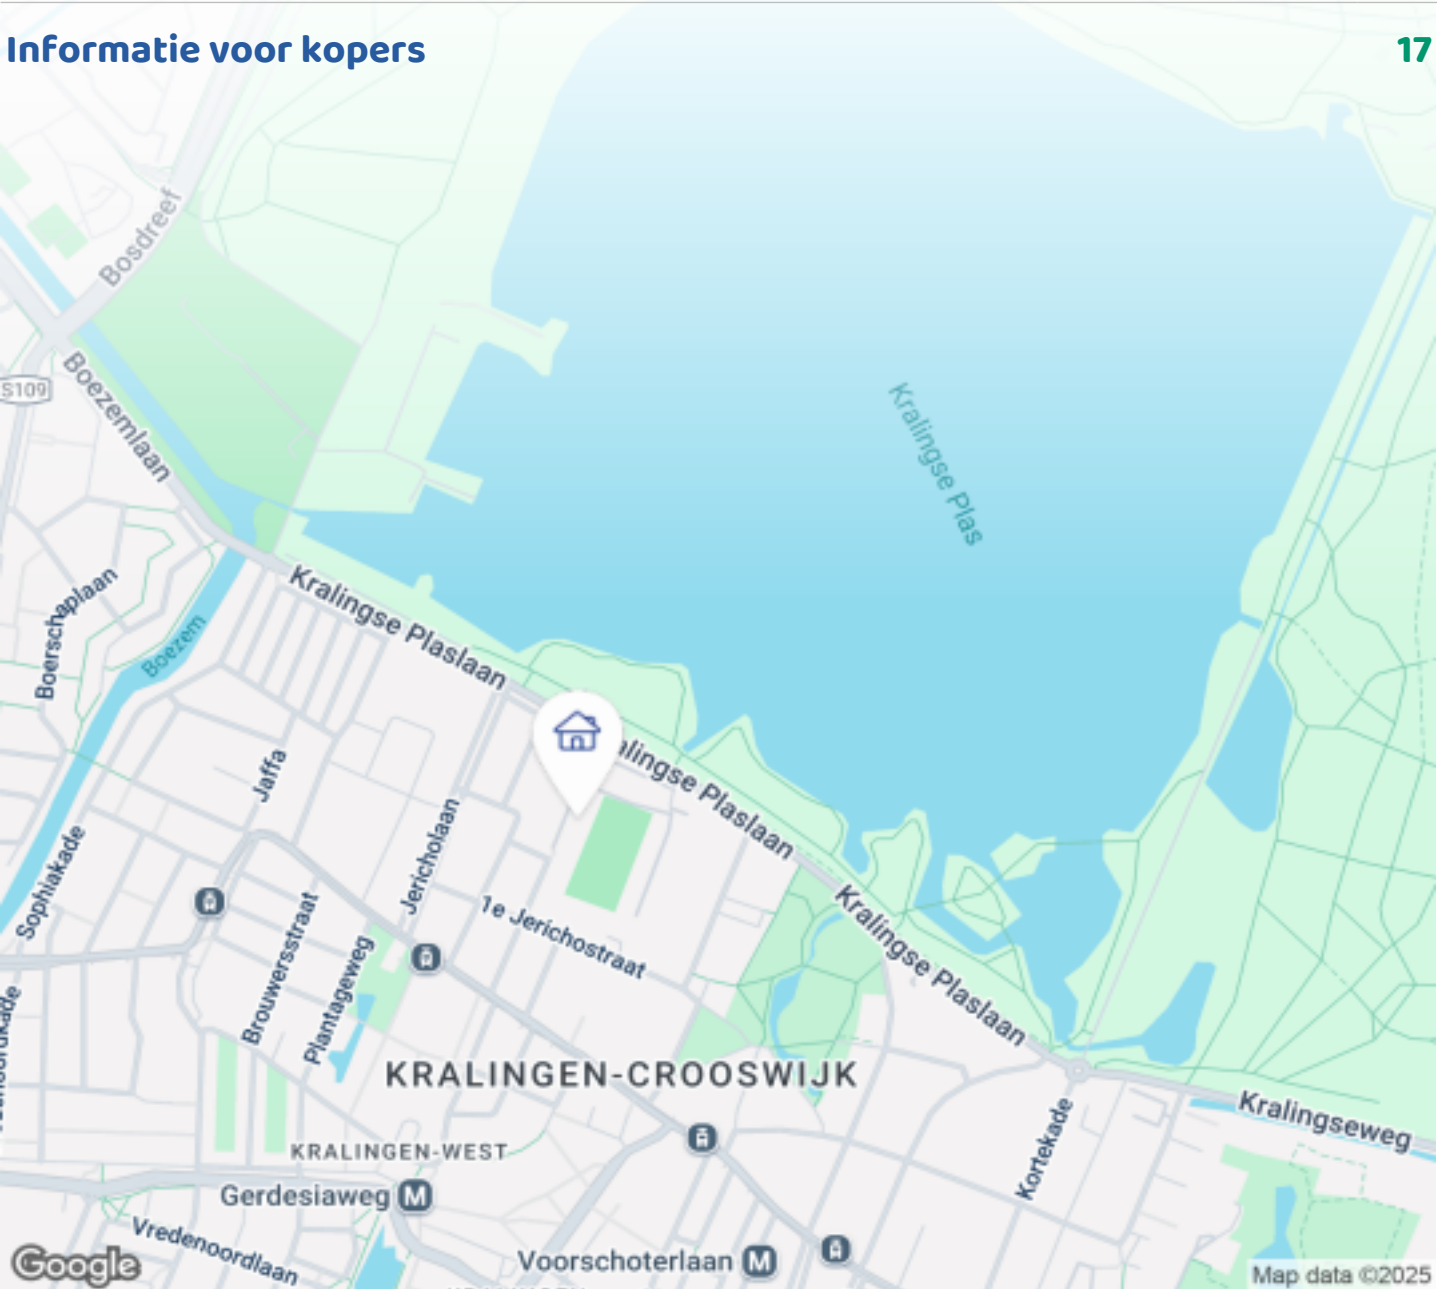 Informatie voor kopers
17
Bosdreef
S109
Boezemlaan
Kralingse Plas
Kralingse Plaslaan
Boerschaplaan
Boezem
alingse Plaslaan
Jaffa
Jericholaan
Sophiakade
1e Jerichostraat
Kralingse Plaslaan
Brouwersstraat
Plantageweg
KRALINGEN-CROOSWIJK
Kralingseweg
Kortekade
KRALINGEN-WEST
Gerdesiaweg M
Vredenoordlaan
Voorschoterlaan M
Google
Map data ©2025